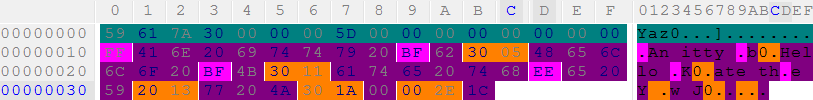 0 1 2 3 4 5 6 7 8 9 A B C D E F 0123456789ABCDEF
00000000 59 61 7A 30 00 00 00 5D 00 00 00 00 00 00 00 00 Yaz0...]........
00000010 FF 41 6E 20 69 74 74 79 20 BF 62 30 05 48 65 6C .An itty .b0.Hel
00000020 6C 6F 20 BF 4B 30 11 61 74 65 20 74 68 EE 65 20 lo .K0.ate th.e
00000030 59 20 13 77 20 4A 30 1A 00 00 2E 1C Y .w J0.....